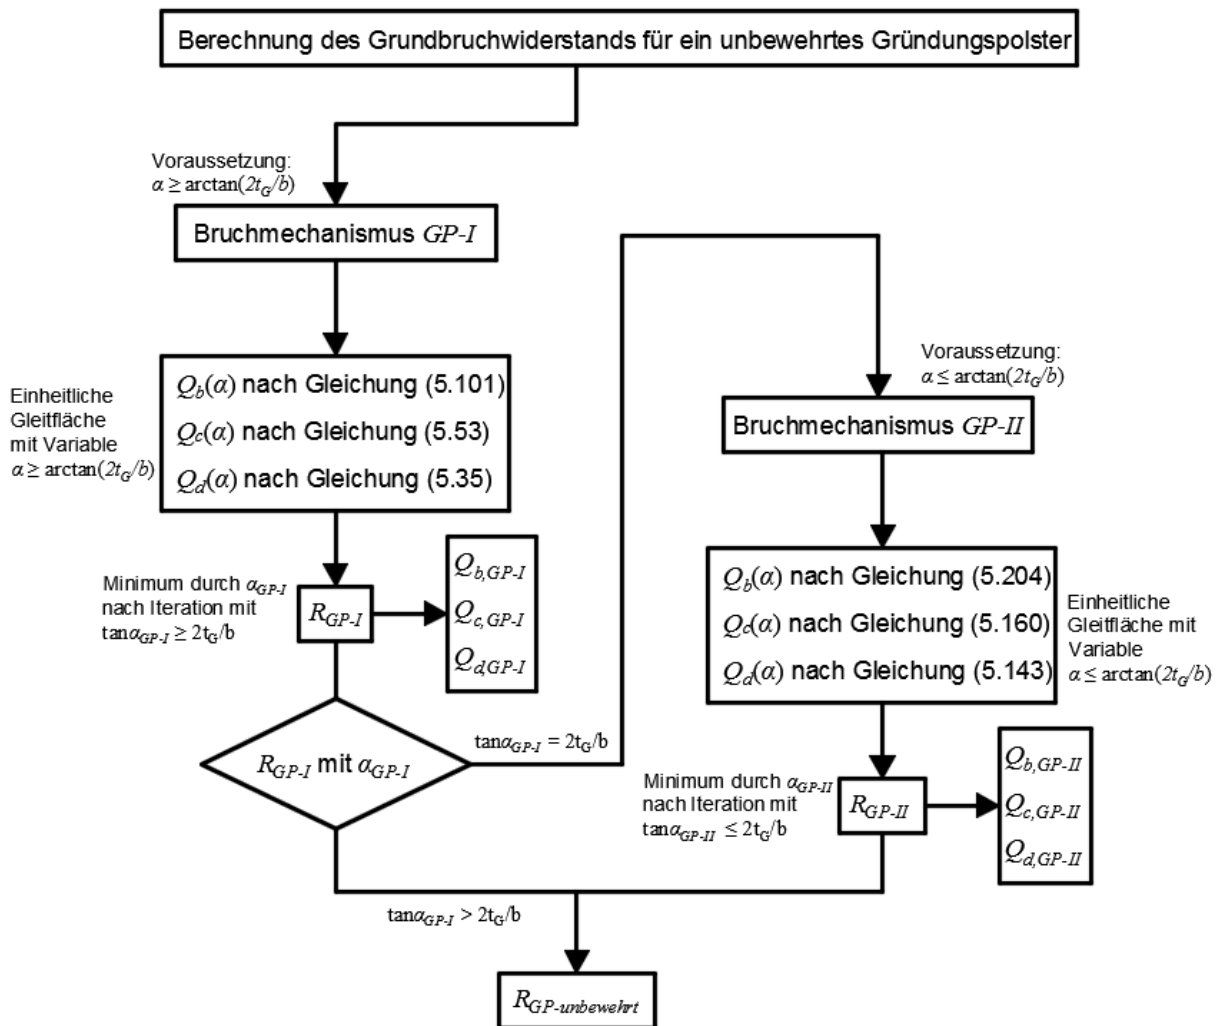 Berechnung des Grundbruchwiderstands für ein unbewehrtes Gründungspolster
Voraussetzung:
α ≥ arctan(2t_G/b)
Bruchmechanismus GP-I
Einheitliche
Gleitfläche
mit Variable
α ≥ arctan(2t_G/b)
Q_b(α) nach Gleichung (5.101)
Q_c(α) nach Gleichung (5.53)
Q_d(α) nach Gleichung (5.35)
Minimum durch α_GP-I
nach Iteration mit
tanα_GP-I ≥ 2t_G/b
R_GP-I
Q_b,GP-I
Q_c,GP-I
Q_d,GP-I
R_GP-I mit α_GP-I
tanα_GP-I = 2t_G/b
Voraussetzung:
α ≤ arctan(2t_G/b)
Bruchmechanismus GP-II
Q_b(α) nach Gleichung (5.204)
Q_c(α) nach Gleichung (5.160)
Q_d(α) nach Gleichung (5.143)
Einheitliche
Gleitfläche mit
Variable
α ≤ arctan(2t_G/b)
Minimum durch α_GP-II
nach Iteration mit
tanα_GP-II ≤ 2t_G/b
R_GP-II
Q_b,GP-II
Q_c,GP-II
Q_d,GP-II
tanα_GP-I > 2t_G/b
R_GP-unbewehrt